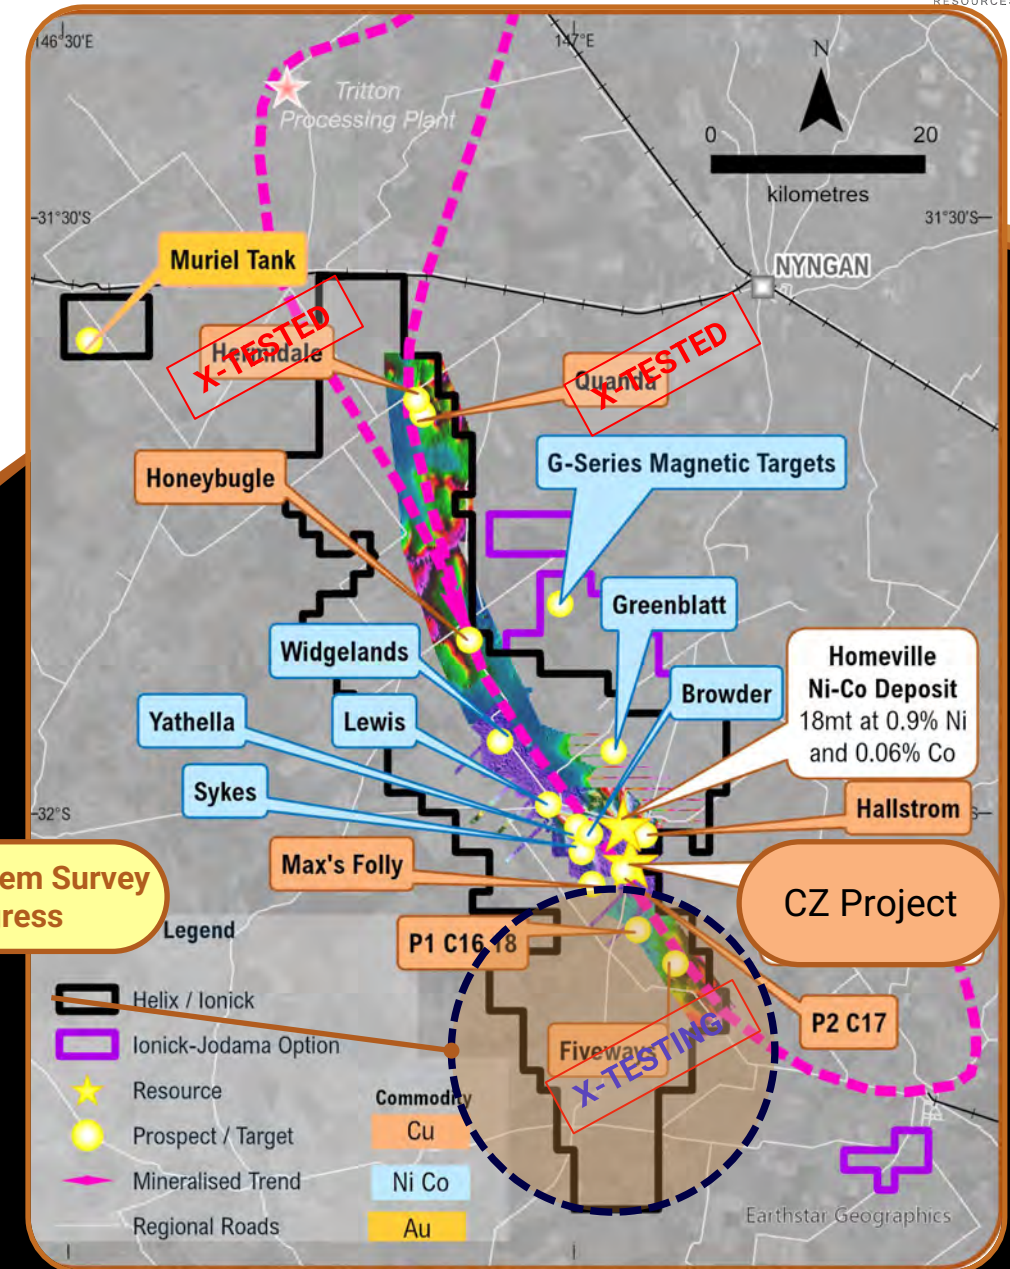 RESOURCES
146°30'E
147°E
N
Tritton
Processing Plant
0 20
kilometres
31°30'S
31°30'S
Muriel Tank
NYNGAN
Hermidale
X-TESTED
Quanda
X-TESTED
G-Series Magnetic Targets
Honeybugle
Greenblatt
Homeville
Ni-Co Deposit
18mt at 0.9% Ni
and 0.06% Co
Widgelands
Browder
Yathella
Lewis
Sykes
32°S
Hallstrom
Max's Folly
em Survey
ress
CZ Project
Legend
P1 C16 18
Helix / Ionick
P2 C17
Ionick-Jodama Option
Fiveways
X-TESTING
Resource
Commodity
Prospect / Target
Cu
Mineralised Trend
Ni Co
Regional Roads
Au
Earthstar Geographics